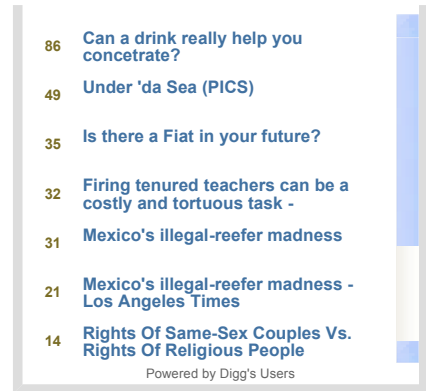 86 Can a drink really help you
concetrate?
49 Under 'da Sea (PICS)
35 Is there a Fiat in your future?
32 Firing tenured teachers can be a
costly and tortuous task -
31 Mexico's illegal-reefer madness
21 Mexico's illegal-reefer madness -
Los Angeles Times
14 Rights Of Same-Sex Couples Vs.
Rights Of Religious People
Powered by Digg's Users